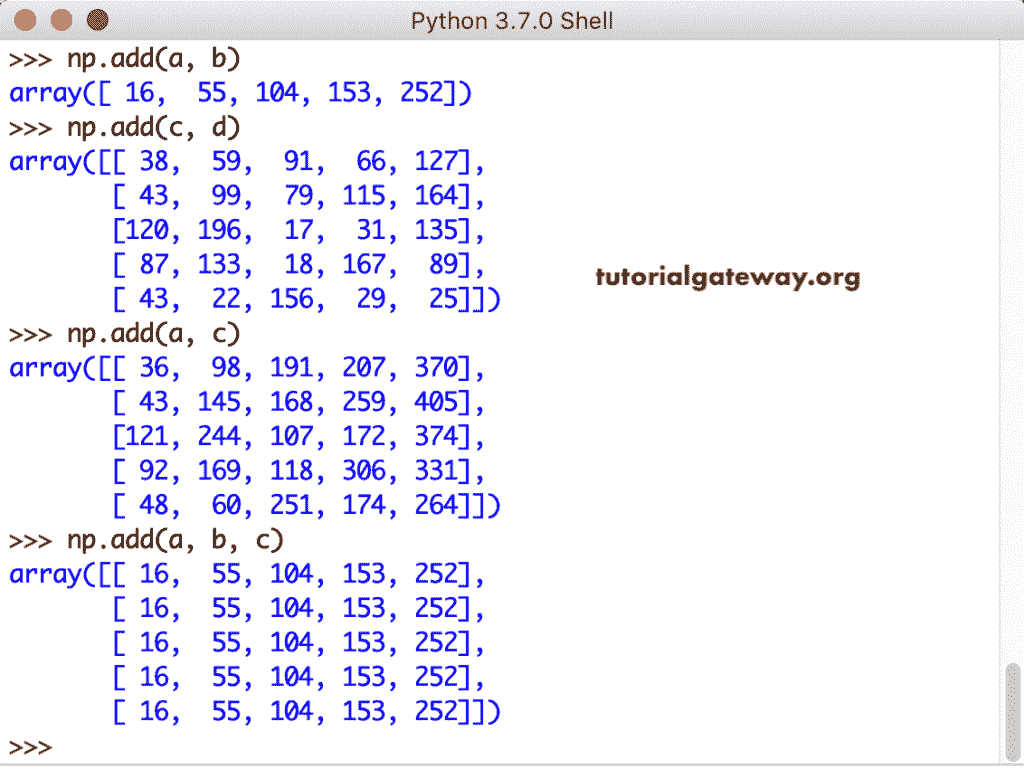 Python 3.7.0 Shell
>>> np.add(a, b)
array([ 16,  55, 104, 153, 252])
>>> np.add(c, d)
array([[ 38,  59,  91,  66, 127],
       [ 43,  99,  79, 115, 164],
       [120, 196,  17,  31, 135],
       [ 87, 133,  18, 167,  89],
       [ 43,  22, 156,  29,  25]])
tutorialgateway.org
>>> np.add(a, c)
array([[ 36,  98, 191, 207, 370],
       [ 43, 145, 168, 259, 405],
       [121, 244, 107, 172, 374],
       [ 92, 169, 118, 306, 331],
       [ 48,  60, 251, 174, 264]])
>>> np.add(a, b, c)
array([[ 16,  55, 104, 153, 252],
       [ 16,  55, 104, 153, 252],
       [ 16,  55, 104, 153, 252],
       [ 16,  55, 104, 153, 252],
       [ 16,  55, 104, 153, 252]])
>>>